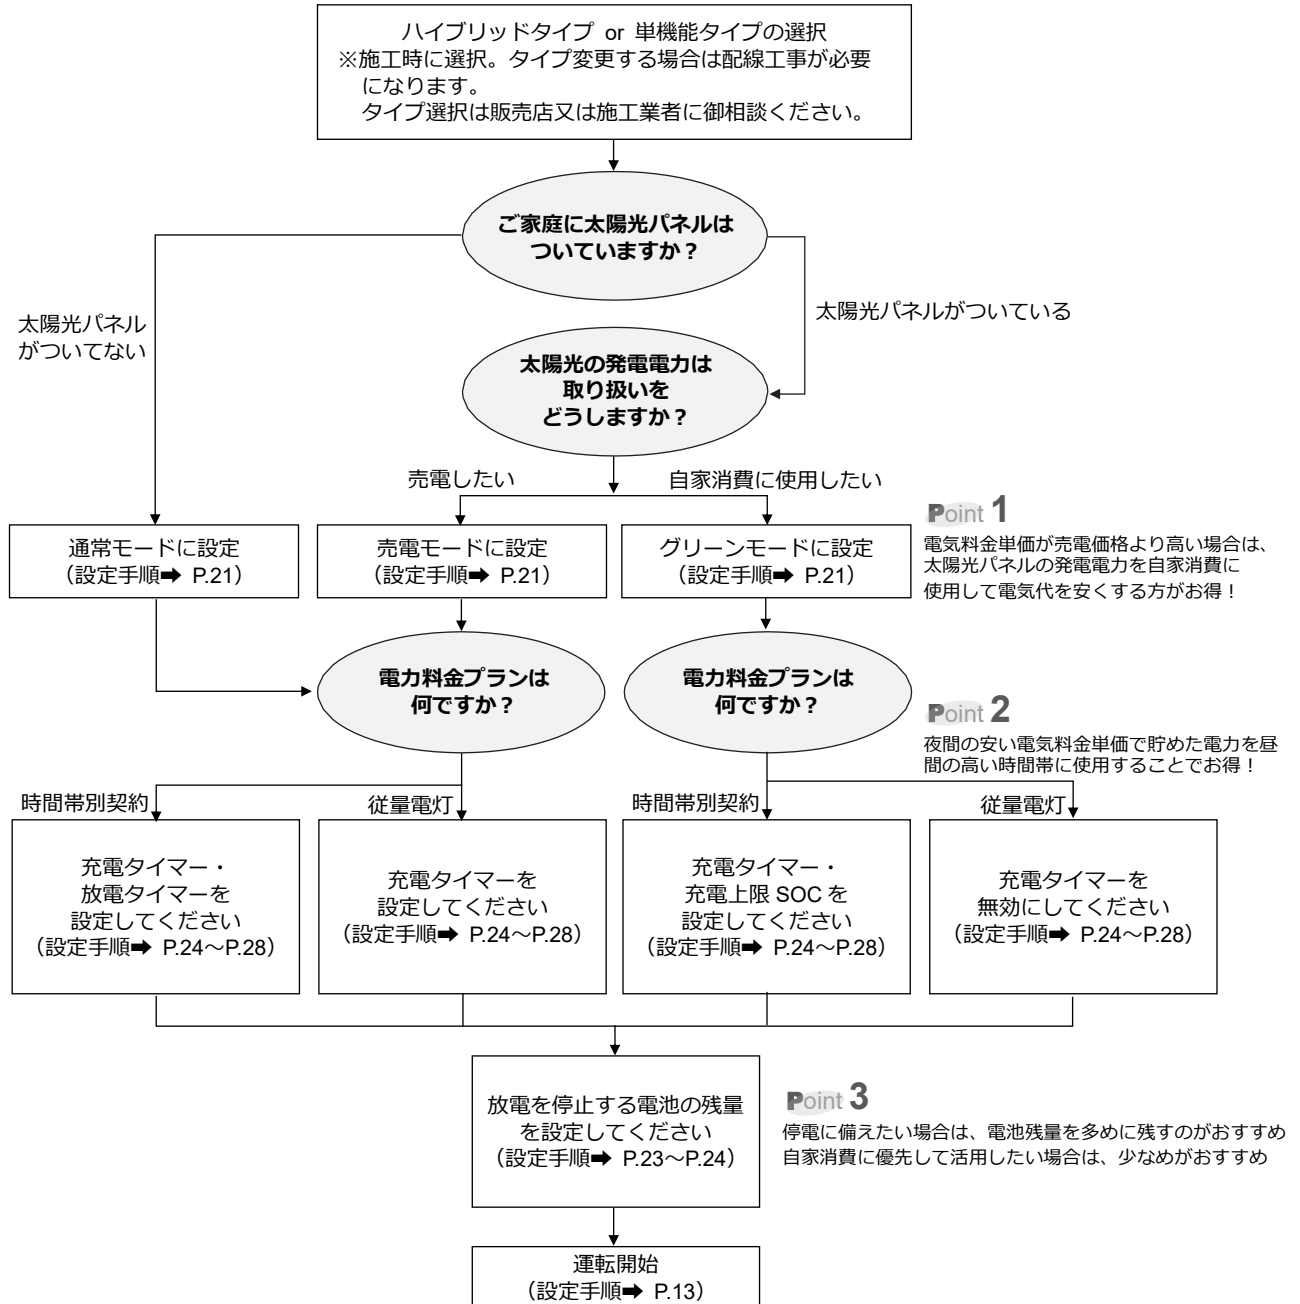 ハイブリッドタイプ or 単機能タイプの選択
※施工時に選択。タイプ変更する場合は配線工事が必要
になります。
タイプ選択は販売店又は施工業者に御相談ください。
ご家庭に太陽光パネルは
ついていますか？
太陽光パネル
がついてない
太陽光パネルがついている
太陽光の発電電力は
取り扱いを
どうしますか？
売電したい
自家消費に使用したい
通常モードに設定
（設定手順➡ P.21）
売電モードに設定
（設定手順➡ P.21）
グリーンモードに設定
（設定手順➡ P.21）
Point 1
電気料金単価が売電価格より高い場合は、
太陽光パネルの発電電力を自家消費に
使用して電気代を安くする方がお得！
電力料金プランは
何ですか？
電力料金プランは
何ですか？
Point 2
夜間の安い電気料金単価で貯めた電力を昼
間の高い時間帯に使用することでお得！
時間帯別契約
従量電灯
時間帯別契約
従量電灯
充電タイマー・
放電タイマーを
設定してください
（設定手順➡ P.24～P.28）
充電タイマーを
設定してください
（設定手順➡ P.24～P.28）
充電タイマー・
充電上限 SOC を
設定してください
（設定手順➡ P.24～P.28）
充電タイマーを
無効にしてください
（設定手順➡ P.24～P.28）
放電を停止する電池の残量
を設定してください
（設定手順➡ P.23～P.24）
Point 3
停電に備えたい場合は、電池残量を多めに残すのがおすすめ
自家消費に優先して活用したい場合は、少なめがおすすめ
運転開始
（設定手順➡ P.13）